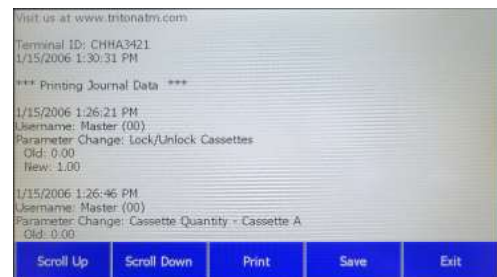 Visit us at www.tritonatm.com
Terminal ID: CHHA3421
1/15/2006 1:30:31 PM
*** Printing Journal Data ***
1/15/2006 1:26:21 PM
Username: Master (00)
Parameter Change: Lock/Unlock Cassettes
Old: 0.00
New: 1.00
1/15/2006 1:26:46 PM
Username: Master (00)
Parameter Change: Cassette Quantity - Cassette A
Old: 0.00
Scroll Up Scroll Down Print Save Exit